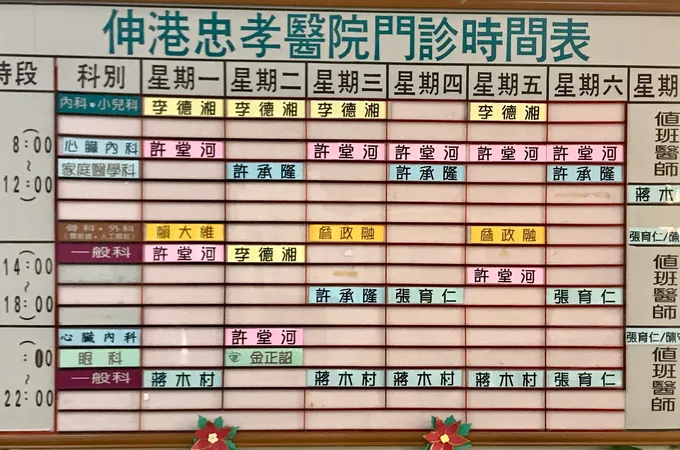 伸港忠孝醫院門診時間表
時段 科別 星期一 星期二 星期三 星期四 星期五 星期六 星期
8:00 ~ 12:00
內科•小兒科 李德湘 李德湘 李德湘 李德湘
心臟內科 許堂河 許堂河 許堂河 許堂河 許堂河
家庭醫學科 許承隆 許承隆 許承隆
值班醫師
蔣木
骨科•外科 賴大維 詹政融 詹政融
張育仁/陳
14:00 ~ 18:00
一般科 許堂河 李德湘
許堂河
許承隆 張育仁 張育仁
值班醫師
:00 ~ 22:00
心臟內科 許堂河
張育仁/陳
眼科 金正韶
一般科 蔣木村 蔣木村 蔣木村 蔣木村 張育仁
值班醫師